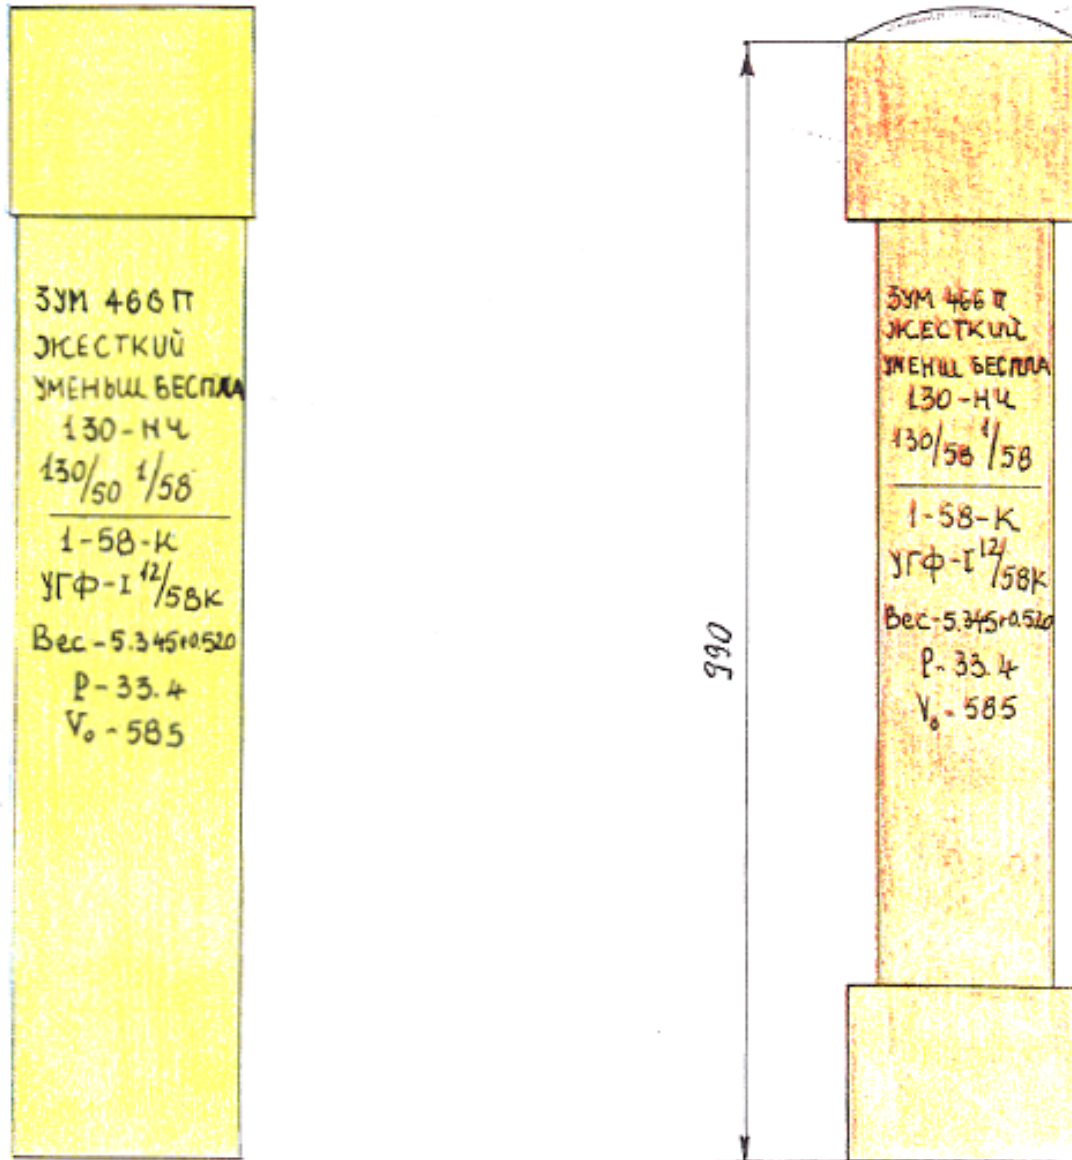 ЗУМ 466 П
ЖЕСТКИЙ
УМЕНЬШ БЕСПЛА
130-НЧ
130/50 1/58
1-58-К
УГФ-I 12/58К
Вес-5.345+0.520
Р-33.4
V₀-585
990
ЗУМ 466 П
ЖЕСТКИЙ
УМЕНШ БЕСПЛА
130-НЧ
130/58 1/58
1-58-К
УГФ-I 12/58К
Вес-5.345+0.520
Р-33.4
V₀-585